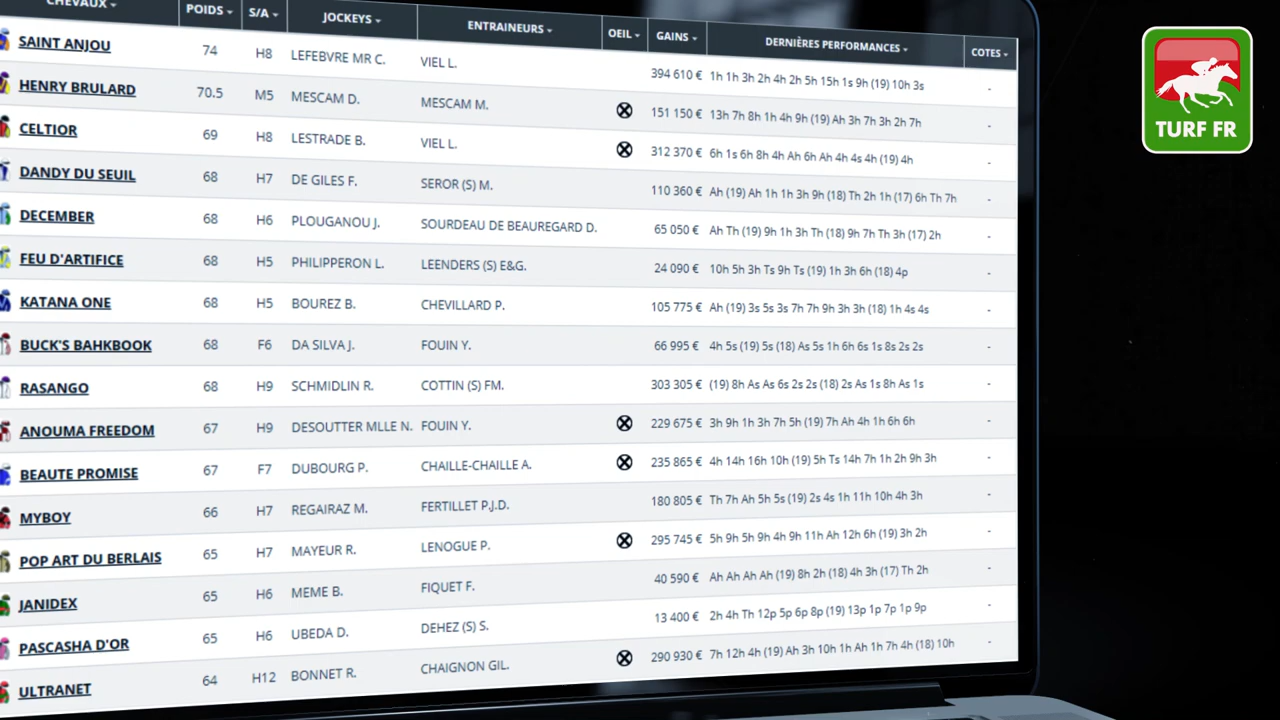 CHEVAUX POIDS S/A JOCKEYS ENTRAINEURS OEIL GAINS DERNIÈRES PERFORMANCES COTES
SAINT ANJOU 74 H8 LEFEBVRE MR C. VIEL L. 394 610 € 1h 1h 3h 2h 4h 2h 5h 15h 1s 9h (19) 10h 3s -
HENRY BRULARD 70.5 M5 MESCAM D. MESCAM M. 151 150 € 13h 7h 8h 1h 4h 9h (19) Ah 3h 7h 3h 2h 7h -
CELTIOR 69 H8 LESTRADE B. VIEL L. 312 370 € 6h 1s 6h 8h 4h Ah 6h Ah 4h 4s 4h (19) 4h -
DANDY DU SEUIL 68 H7 DE GILES F. SEROR (S) M. 110 360 € Ah (19) Ah 1h 1h 3h 9h (18) Th 2h 1h (17) 6h Th 7h -
DECEMBER 68 H6 PLOUGANOU J. SOURDEAU DE BEAUREGARD D. 65 050 € Ah Th (19) 9h 1h 3h Th (18) 9h 7h Th 3h (17) 2h -
FEU D'ARTIFICE 68 H5 PHILIPPERON L. LEENDERS (S) E&G. 24 090 € 10h 5h 3h Ts 9h Ts (19) 1h 3h 6h (18) 4p -
KATANA ONE 68 H5 BOUREZ B. CHEVILLARD P. 105 775 € Ah (19) 3s 5s 3s 7h 7h 9h 3h 3h (18) 1h 4s 4s -
BUCK'S BAHKBOOK 68 F6 DA SILVA J. FOUIN Y. 66 995 € 4h 5s (19) 5s (18) As 5s 1h 6h 6s 1s 8s 2s 2s -
RASANGO 68 H9 SCHMIDLIN R. COTTIN (S) FM. 303 305 € (19) 8h As As 6s 2s 2s (18) 2s As 1s 8h As 1s -
ANOUMA FREEDOM 67 H9 DESOUTTER MLLE N. FOUIN Y. 229 675 € 3h 9h 1h 3h 7h 5h (19) 7h Ah 4h 1h 6h 6h -
BEAUTE PROMISE 67 F7 DUBOURG P. CHAILLE-CHAILLE A. 235 865 € 4h 14h 16h 10h (19) 5h Ts 14h 7h 1h 2h 9h 3h -
MYBOY 66 H7 REGAIRAZ M. FERTILLET P.J.D. 180 805 € Th 7h Ah 5h 5s (19) 2s 4s 1h 11h 10h 4h 3h -
POP ART DU BERLAIS 65 H7 MAYEUR R. LENOGUE P. 295 745 € 5h 9h 5h 9h 4h 9h 11h Ah 12h 6h (19) 3h 2h -
JANIDEX 65 H6 MEME B. FIQUET F. 40 590 € Ah Ah Ah Ah (19) 8h 2h (18) 4h 3h (17) Th 2h -
PASCASHA D'OR 65 H6 UBEDA D. DEHEZ (S) S. 13 400 € 2h 4h Th 12p 5p 6p 8p (19) 13p 1p 7p 1p 9p -
ULTRANET 64 H12 BONNET R. CHAIGNON GIL. 290 930 € 7h 12h 4h (19) Ah 3h 10h 1h Ah 1h 7h 4h (18) 10h -
TURF FR